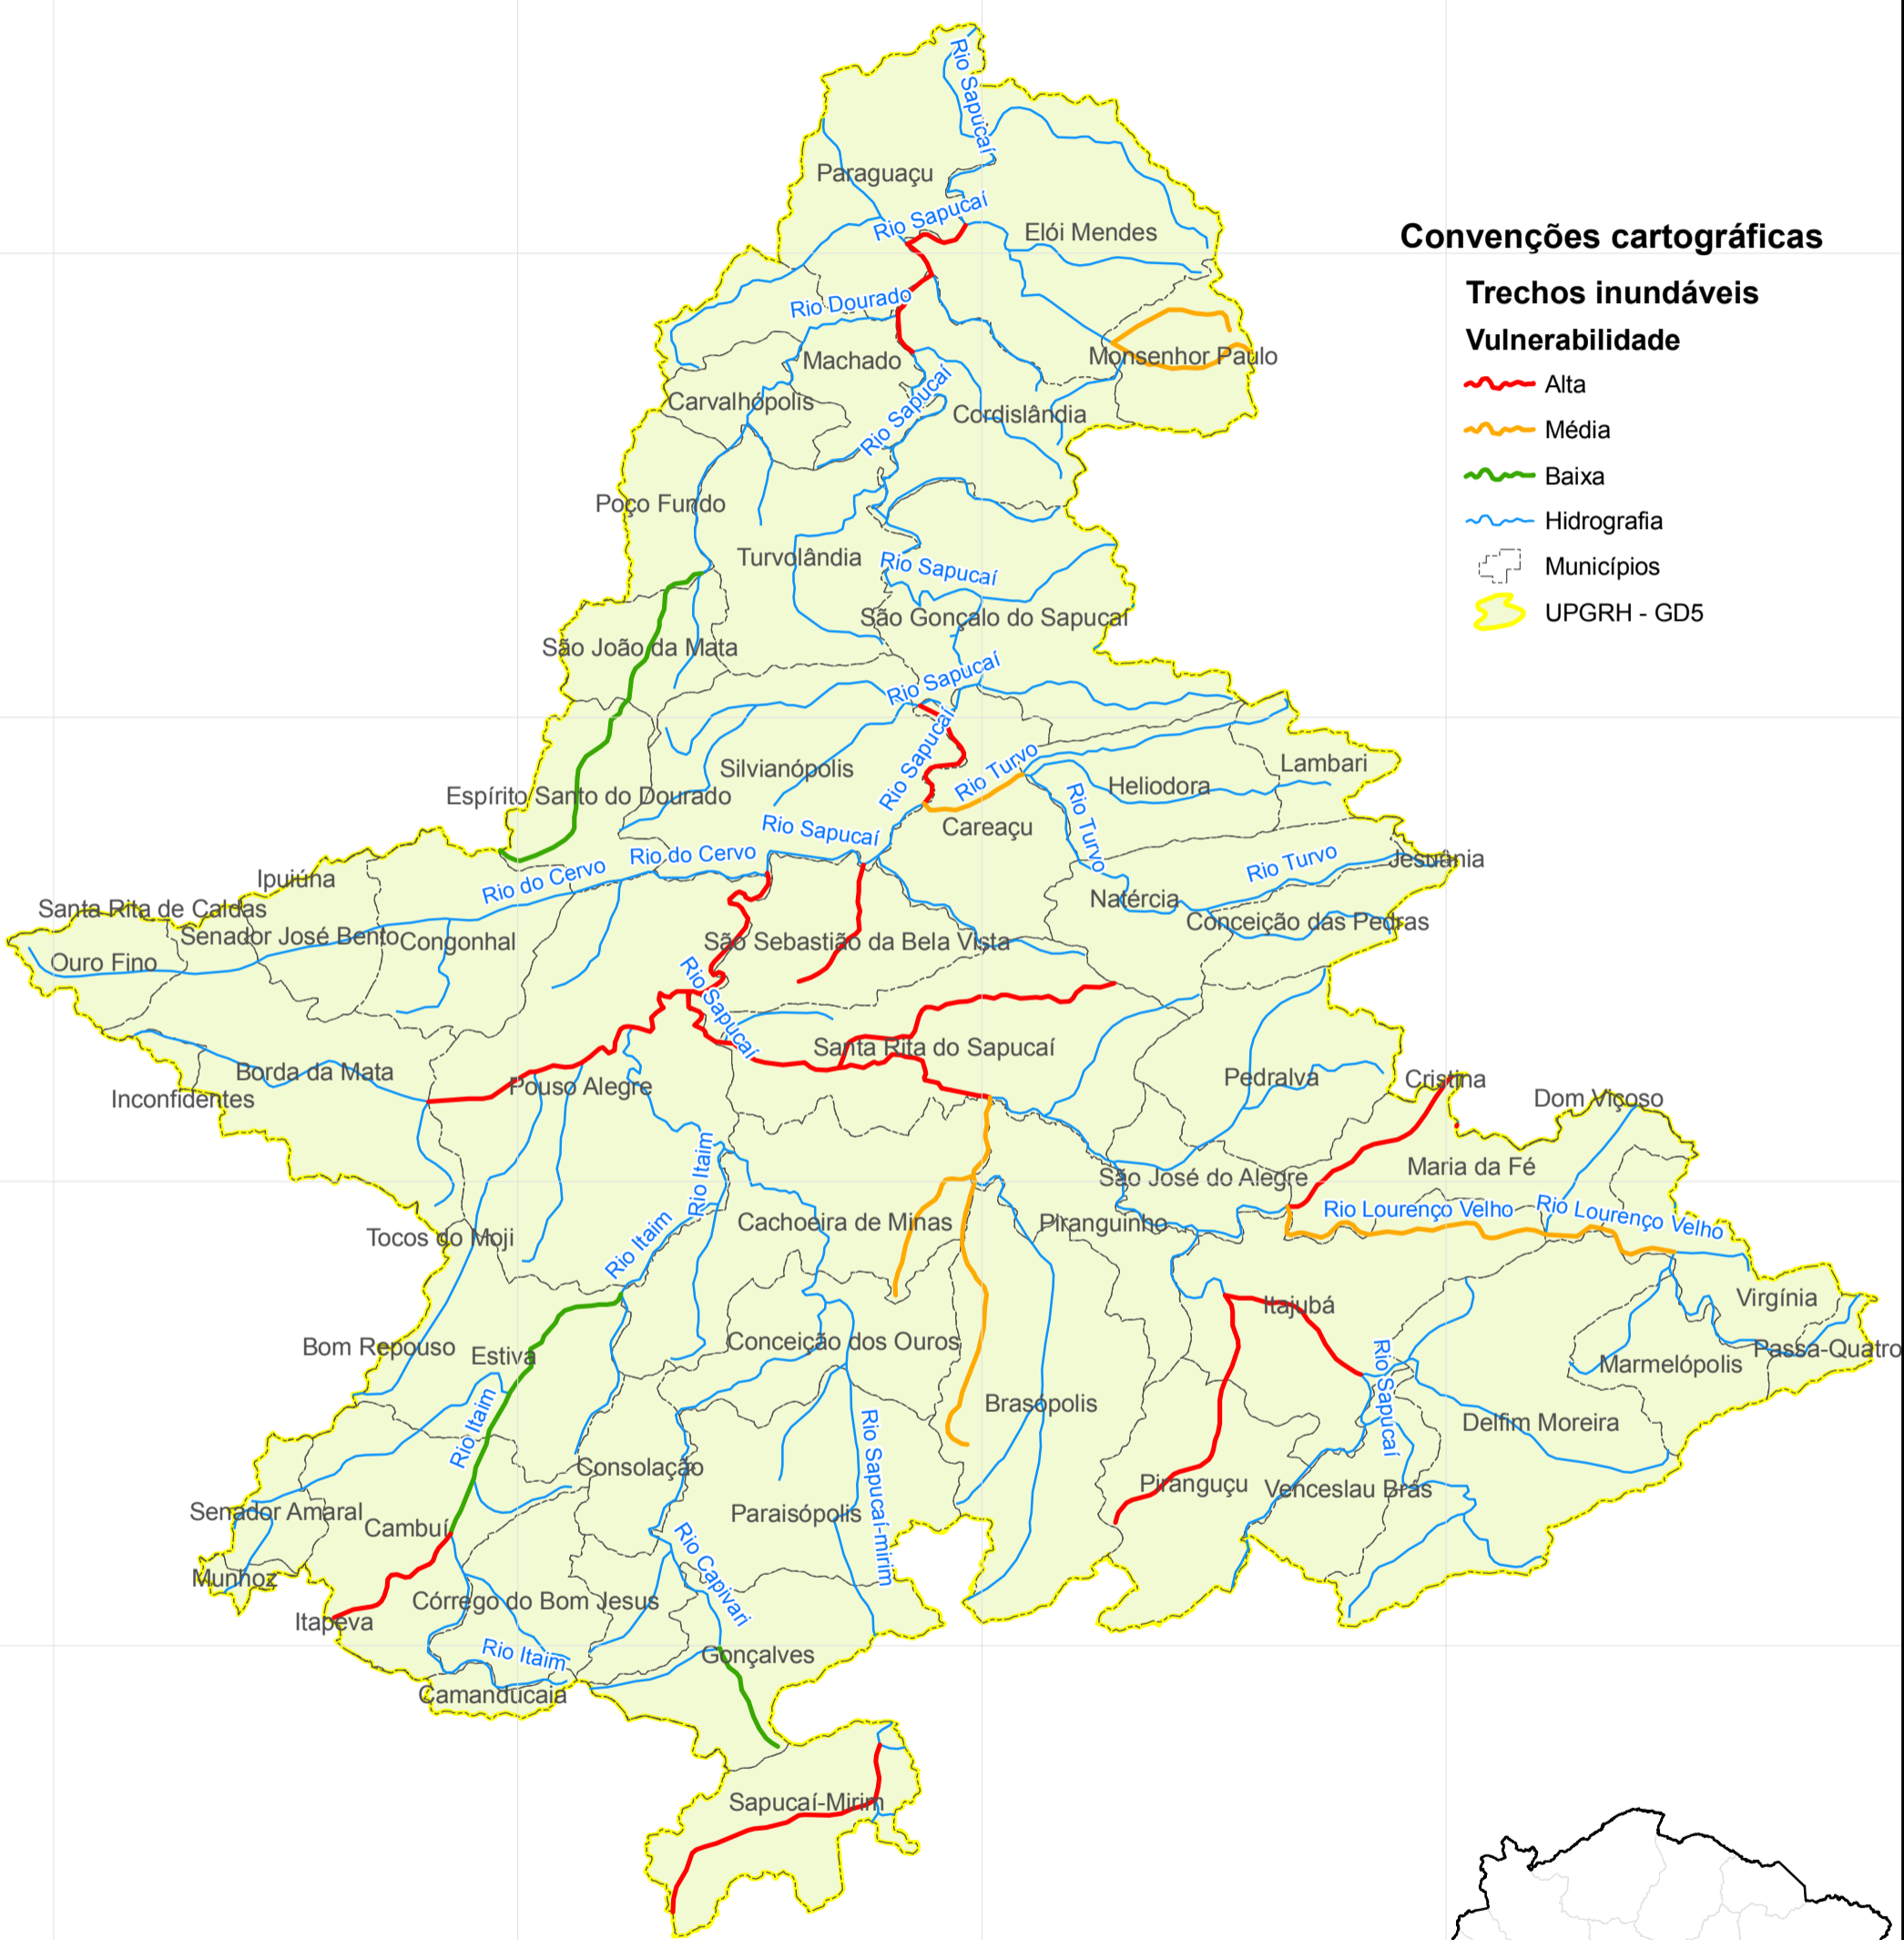 Rio Sapucaí
Paraguaçu
Rio Sapucaí
Elói Mendes
Convenções cartográficas
Trechos inundáveis
Vulnerabilidade
Alta
Média
Baixa
Hidrografia
Municípios
UPGRH - GD5
Rio Dourado
Machado
Monsenhor Paulo
Carvalhópolis
Rio Sapucaí
Cordislândia
Poço Fundo
Turvolândia
Rio Sapucaí
São Gonçalo do Sapucaí
São João da Mata
Rio Sapucaí
Rio Sapucaí
Silvianópolis
Rio Turvo
Lambari
Heliodora
Espírito Santo do Dourado
Rio Turvo
Careaçu
Rio Sapucaí
Rio do Cervo
Rio do Cervo
Rio Turvo
Jesuânia
Ipuiúna
Natércia
Santa Rita de Caldas
Conceição das Pedras
Senador José Bento
Congonhal
São Sebastião da Bela Vista
Ouro Fino
Rio Sapucaí
Santa Rita do Sapucaí
Borda da Mata
Pouso Alegre
Pedralva
Cristina
Inconfidentes
Dom Viçoso
Rio Itaim
São José do Alegre
Maria da Fé
Rio Lourenço Velho
Rio Lourenço Velho
Cachoeira de Minas
Piranguinho
Tocos do Moji
Rio Itaim
Itajubá
Virgínia
Bom Repouso
Estiva
Conceição dos Ouros
Passa-Quatro
Marmelópolis
Rio Sapucaí
Brasópolis
Rio Itaim
Delfim Moreira
Rio Sapucaí-mirim
Consolação
Piranguçu
Venceslau Brás
Senador Amaral
Cambuí
Paraisópolis
Rio Capivari
Munhoz
Córrego do Bom Jesus
Itapeva
Rio Itaim
Gonçalves
Camanducaia
Sapucaí-Mirim